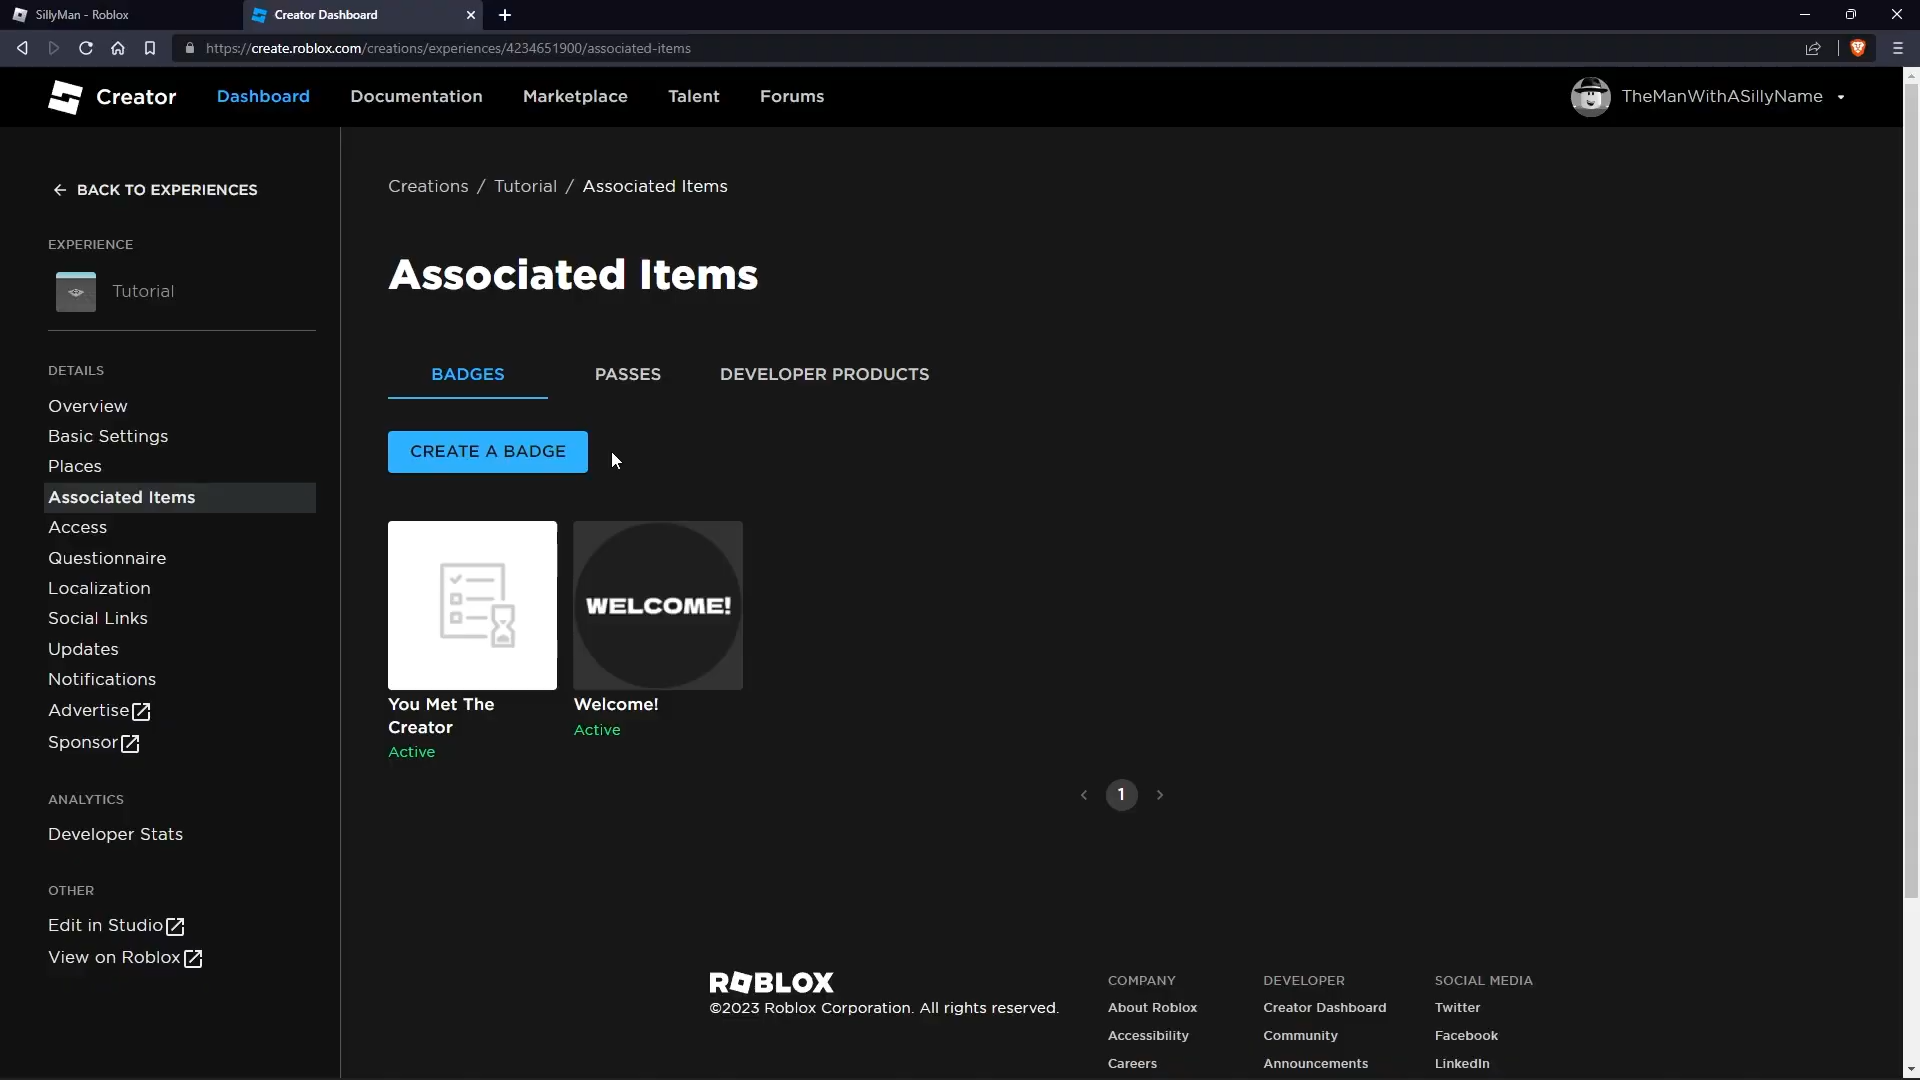 SillyMan - Roblox
Creator Dashboard
https://create.roblox.com/creations/experiences/4234651900/associated-items
Creator
Dashboard
Documentation
Marketplace
Talent
Forums
TheManWithASillyName
BACK TO EXPERIENCES
EXPERIENCE
Tutorial
DETAILS
Overview
Basic Settings
Places
Associated Items
Access
Questionnaire
Localization
Social Links
Updates
Notifications
Advertise
Sponsor
ANALYTICS
Developer Stats
OTHER
Edit in Studio
View on Roblox
Creations / Tutorial / Associated Items
Associated Items
BADGES
PASSES
DEVELOPER PRODUCTS
CREATE A BADGE
You Met The
Creator
Active
WELCOME!
Welcome!
Active
1
ROBLOX
©2023 Roblox Corporation. All rights reserved.
COMPANY
About Roblox
Accessibility
Careers
DEVELOPER
Creator Dashboard
Community
Announcements
SOCIAL MEDIA
Twitter
Facebook
LinkedIn